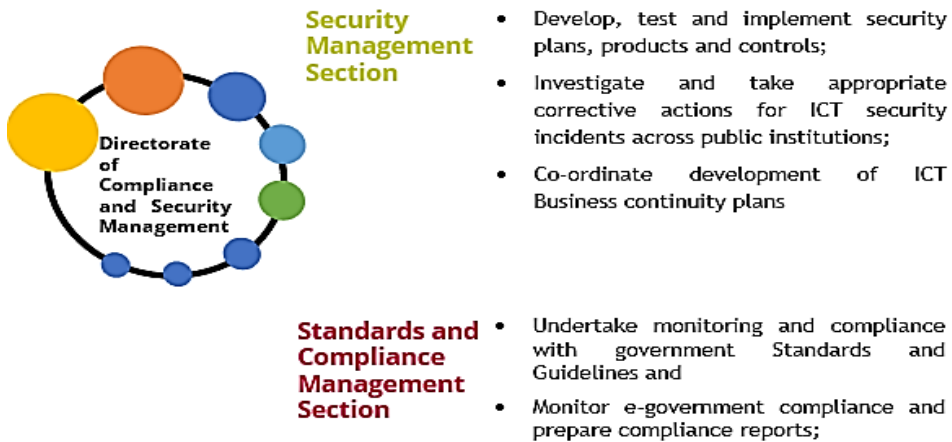 Directorate
of
Compliance
and Security
Management
Security
Management
Section
• Develop, test and implement security
plans, products and controls;
• Investigate and take appropriate
corrective actions for ICT security
incidents across public institutions;
• Co-ordinate development of ICT
Business continuity plans
Standards and
Compliance
Management
Section
• Undertake monitoring and compliance
with government Standards and
Guidelines and
• Monitor e-government compliance and
prepare compliance reports;